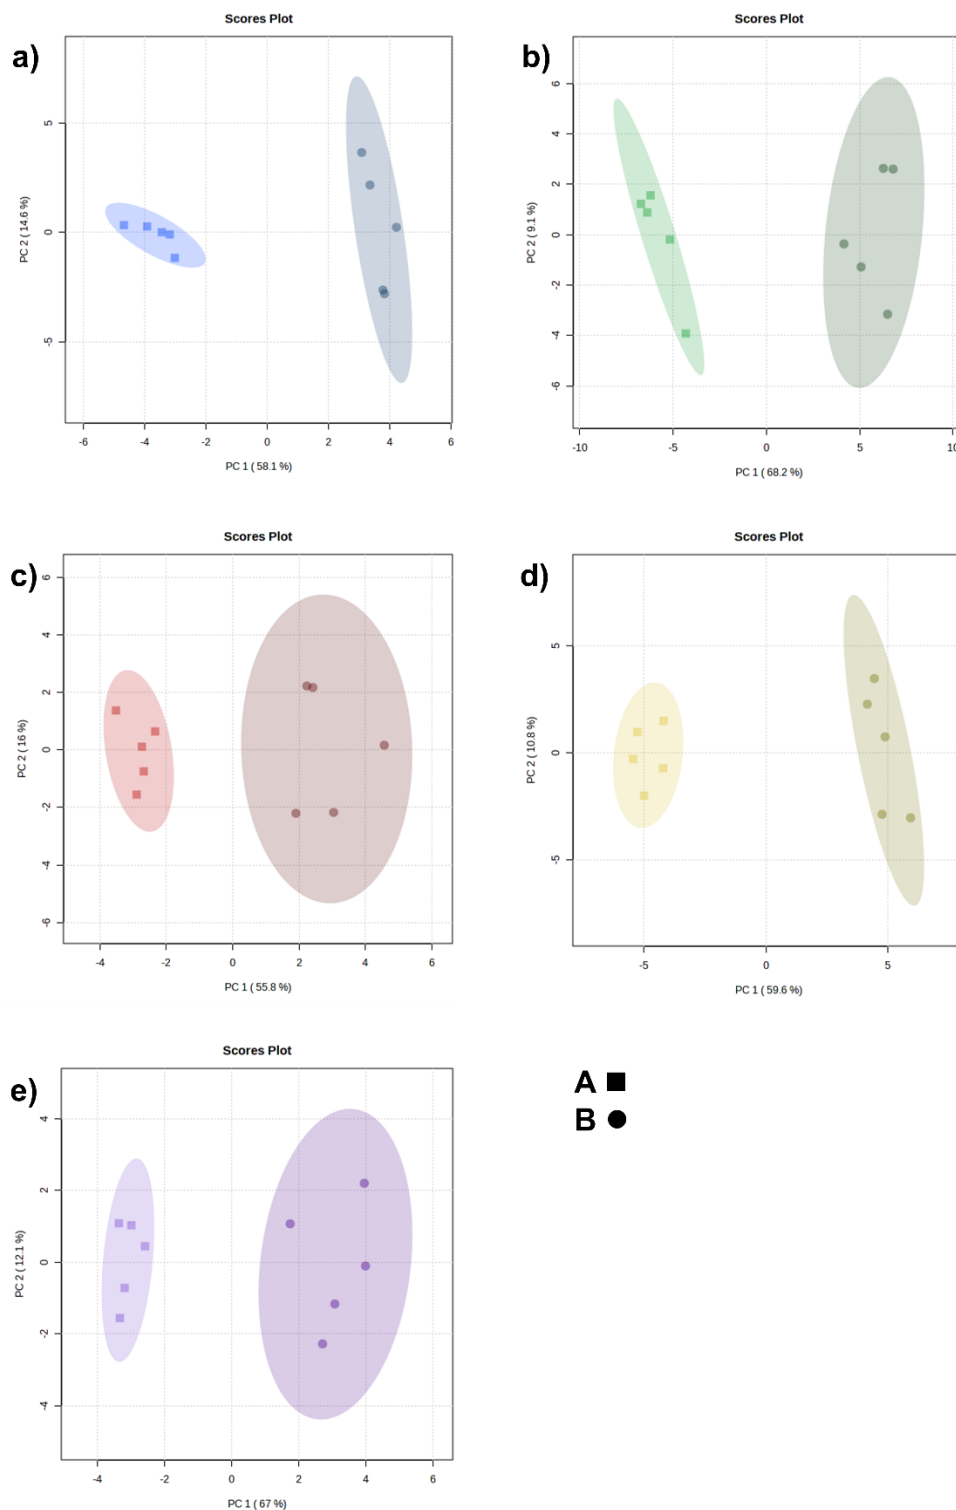 Scores Plot
a)
5
0
-5
PC 2 ( 14.6 %)
-6 -4 -2 0 2 4 6
PC 1 ( 58.1 %)
Scores Plot
b)
6
4
2
0
-2
-4
-6
PC 2 ( 9.1 %)
-10 -5 0 5 10
PC 1 ( 68.2 %)
Scores Plot
c)
6
4
2
0
-2
-4
-6
PC 2 ( 16 %)
-4 -2 0 2 4 6
PC 1 ( 55.8 %)
Scores Plot
d)
5
0
-5
PC 2 ( 10.8 %)
-5 0 5
PC 1 ( 59.6 %)
Scores Plot
e)
4
2
0
-2
-4
PC 2 ( 12.1 %)
-4 -2 0 2 4 6
PC 1 ( 67 %)
A
B